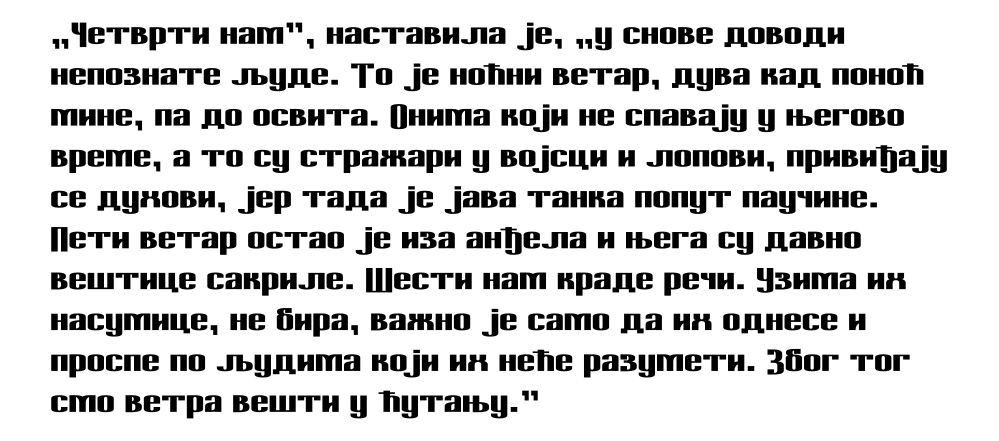 „Четврти нам”, наставила је, „у снове доводи
непознате људе. То је ноћни ветар, дува кад поноћ
мине, па до освита. Онима који не спавају у његово
време, а то су стражари у војсци и лопови, привиђају
се духови, јер тада је јава танка попут паучине.
Пети ветар остао је иза анђела и њега су давно
вештице сакриле. Шести нам краде речи. Узима их
насумице, не бира, важно је само да их однесе и
проспе по људима који их неће разумети. Због тог
смо ветра вешти у ћутању.”